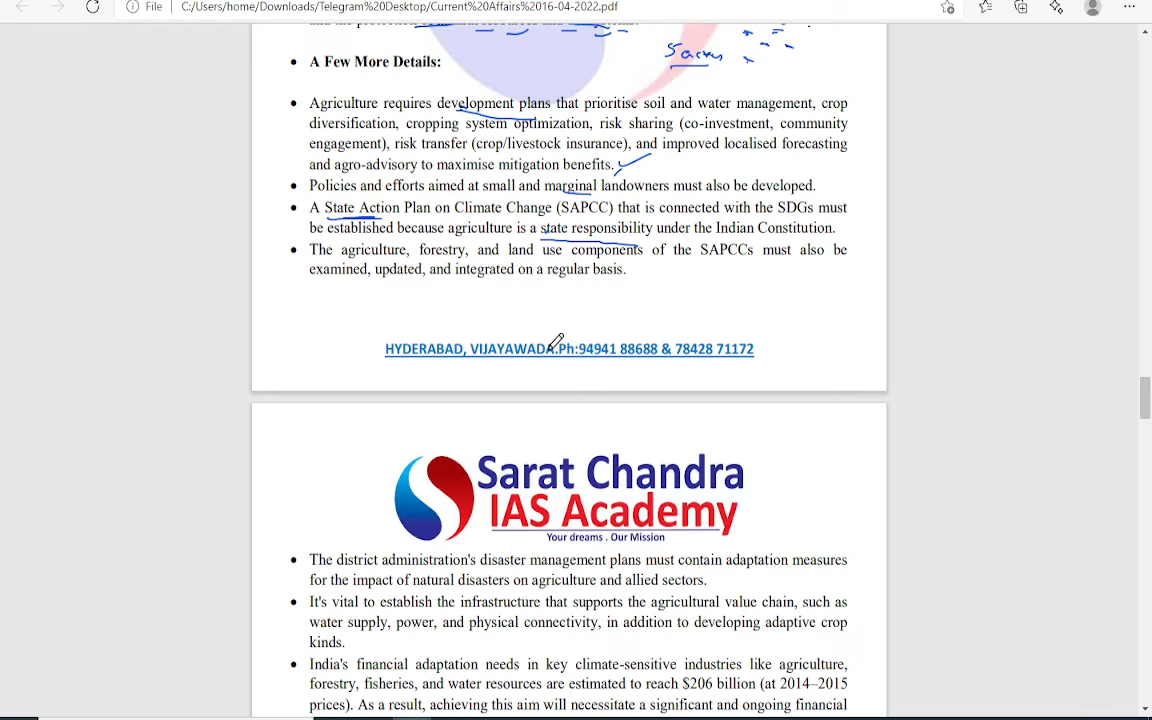 File
C:/Users/home/Downloads/Telegram%20Desktop/Current%20Affairs%2016-04-2022.pdf
5 acres
• A Few More Details:
• Agriculture requires development plans that prioritise soil and water management, crop
diversification, cropping system optimization, risk sharing (co-investment, community
engagement), risk transfer (crop/livestock insurance), and improved localised forecasting
and agro-advisory to maximise mitigation benefits.
• Policies and efforts aimed at small and marginal landowners must also be developed.
• A State Action Plan on Climate Change (SAPCC) that is connected with the SDGs must
be established because agriculture is a state responsibility under the Indian Constitution.
• The agriculture, forestry, and land use components of the SAPCCs must also be
examined, updated, and integrated on a regular basis.
HYDERABAD, VIJAYAWADA.Ph:94941 88688 & 78428 71172
Sarat Chandra
IAS Academy
Your dreams . Our Mission
• The district administration's disaster management plans must contain adaptation measures
for the impact of natural disasters on agriculture and allied sectors.
• It's vital to establish the infrastructure that supports the agricultural value chain, such as
water supply, power, and physical connectivity, in addition to developing adaptive crop
kinds.
• India's financial adaptation needs in key climate-sensitive industries like agriculture,
forestry, fisheries, and water resources are estimated to reach $206 billion (at 2014–2015
prices). As a result, achieving this aim will necessitate a significant and ongoing financial